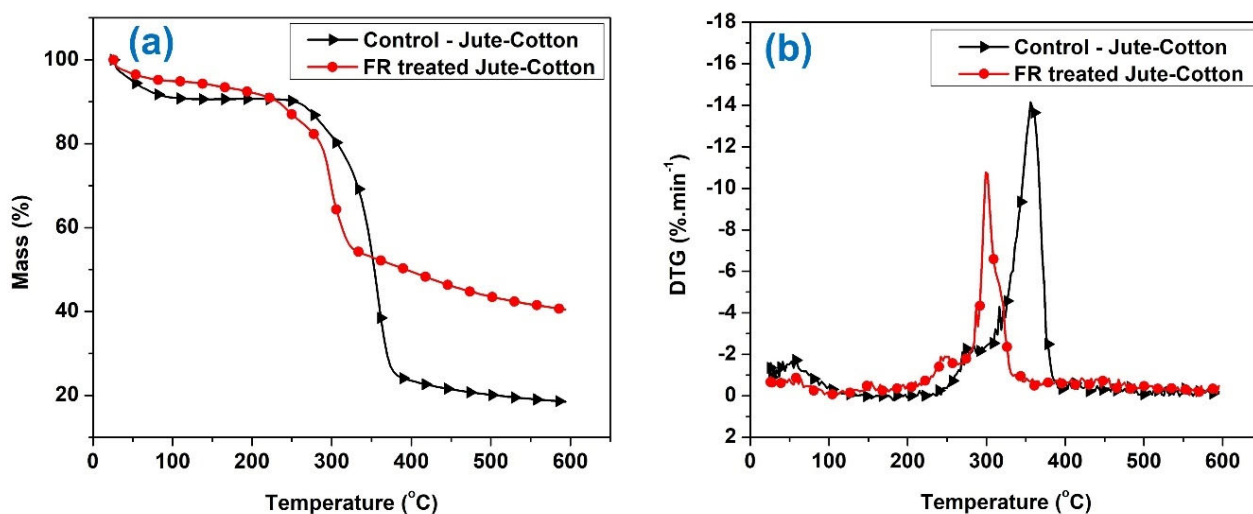 (a)
Control - Jute-Cotton
FR treated Jute-Cotton
100
80
60
40
20
Mass (%)
0 100 200 300 400 500 600
Temperature (°C)
(b)
Control - Jute-Cotton
FR treated Jute-Cotton
-18
-16
-14
-12
-10
-8
-6
-4
-2
0
2
DTG (%.min⁻¹)
0 100 200 300 400 500 600
Temperature (°C)